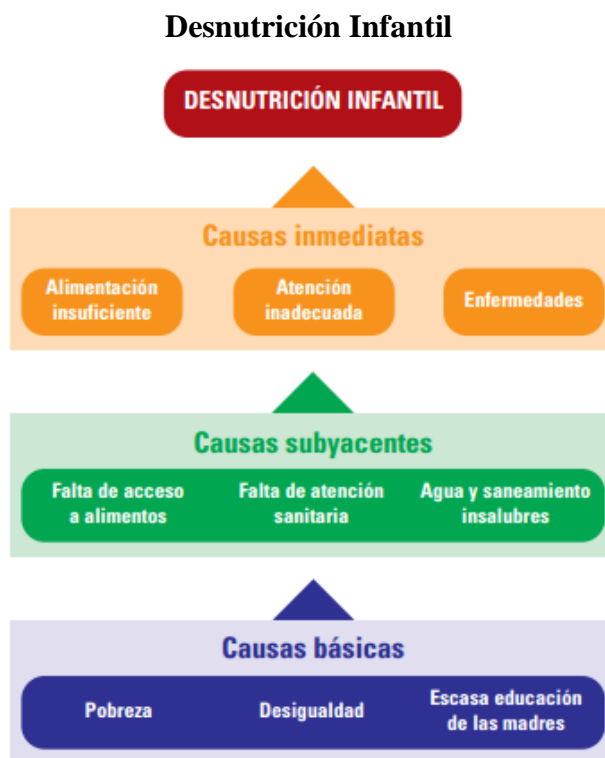 Desnutrición Infantil
DESNUTRICIÓN INFANTIL
Causas inmediatas
Alimentación
insuficiente
Atención
inadecuada
Enfermedades
Causas subyacentes
Falta de acceso
a alimentos
Falta de atención
sanitaria
Agua y saneamiento
insalubres
Causas básicas
Pobreza
Desigualdad
Escasa educación
de las madres